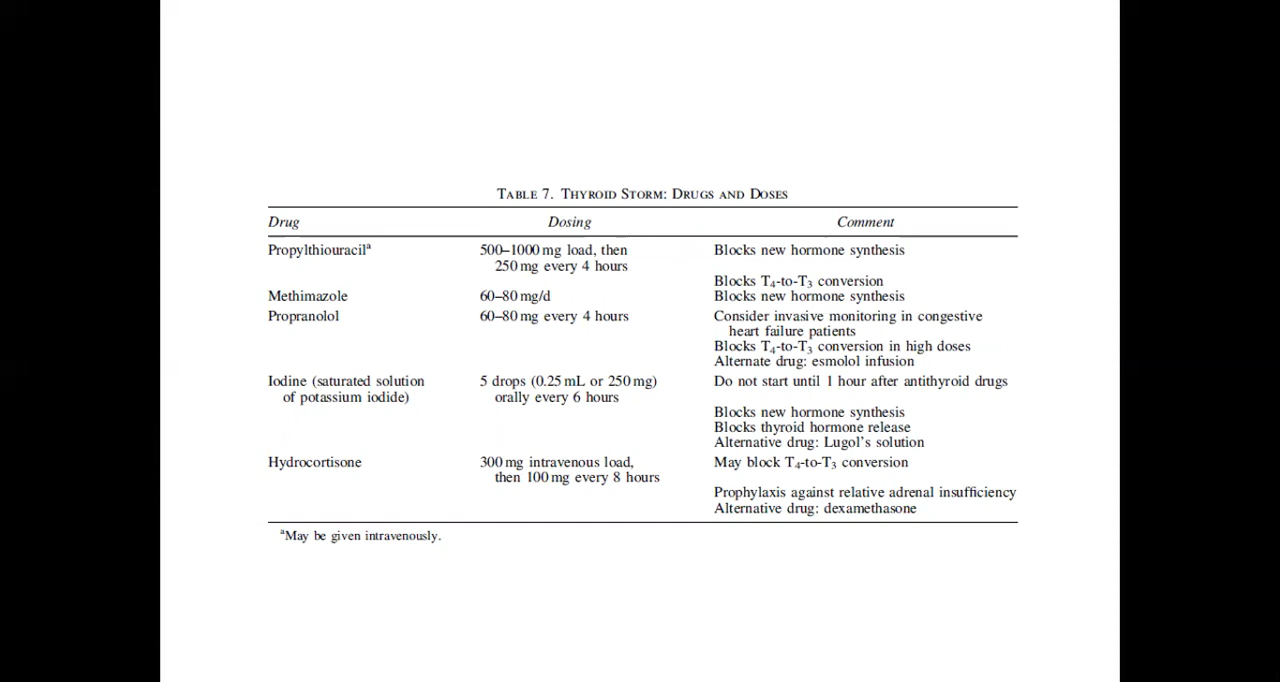 TABLE 7. THYROID STORM: DRUGS AND DOSES
Drug Dosing Comment
Propylthiouracilᵃ 500–1000 mg load, then Blocks new hormone synthesis
250 mg every 4 hours
Blocks T₄-to-T₃ conversion
Methimazole 60–80 mg/d Blocks new hormone synthesis
Propranolol 60–80 mg every 4 hours Consider invasive monitoring in congestive
heart failure patients
Blocks T₄-to-T₃ conversion in high doses
Alternate drug: esmolol infusion
Iodine (saturated solution 5 drops (0.25 mL or 250 mg) Do not start until 1 hour after antithyroid drugs
of potassium iodide) orally every 6 hours
Blocks new hormone synthesis
Blocks thyroid hormone release
Alternative drug: Lugol's solution
Hydrocortisone 300 mg intravenous load, May block T₄-to-T₃ conversion
then 100 mg every 8 hours
Prophylaxis against relative adrenal insufficiency
Alternative drug: dexamethasone
ᵃMay be given intravenously.